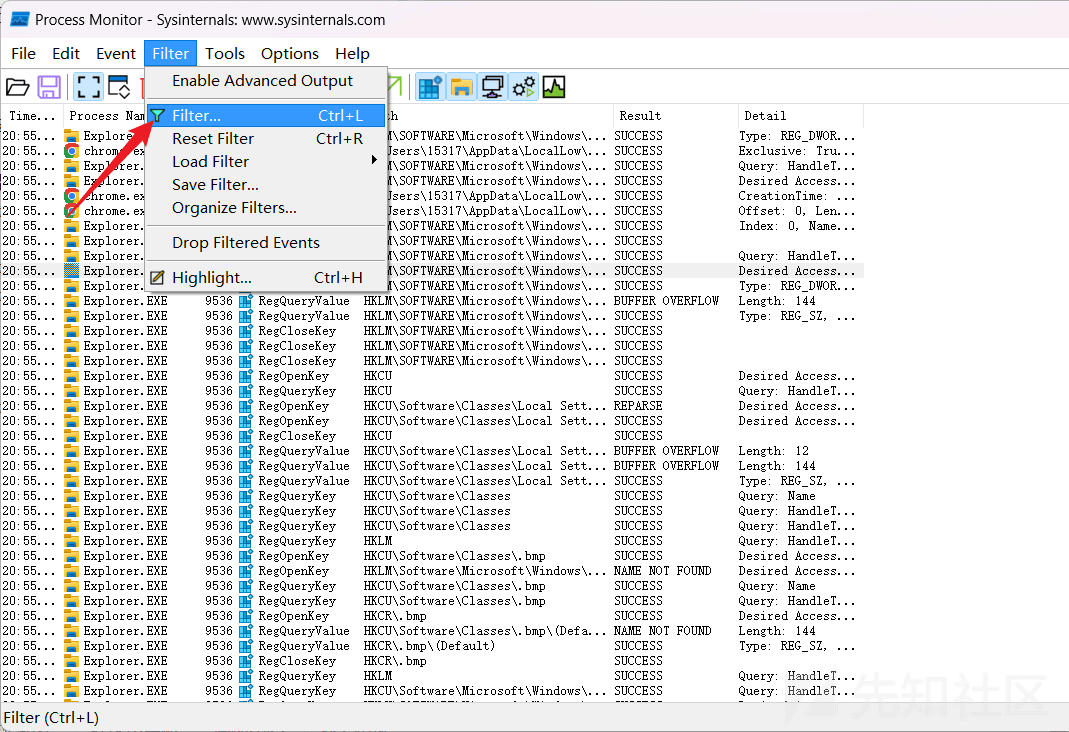 Process Monitor - Sysinternals: www.sysinternals.com
File Edit Event Filter Tools Options Help
Enable Advanced Output
Filter... Ctrl+L
Reset Filter Ctrl+R
Load Filter
Save Filter...
Organize Filters...
Drop Filtered Events
Highlight... Ctrl+H
Time... Process Nam Result Detail
20:55... Explorer M\SOFTWARE\Microsoft\Windows\... SUCCESS Type: REG_DWOR...
20:55... chrome.ex sers\15317\AppData\LocalLow\... SUCCESS Exclusive: Tru...
20:55... Explorer. M\SOFTWARE\Microsoft\Windows\... SUCCESS Query: HandleT...
20:55... Explorer. M\SOFTWARE\Microsoft\Windows\... SUCCESS Desired Access...
20:55... chrome.ex sers\15317\AppData\LocalLow\... SUCCESS CreationTime: ...
20:55... chrome.ex sers\15317\AppData\LocalLow\... SUCCESS Offset: 0, Len...
20:55... Explorer. M\SOFTWARE\Microsoft\Windows\... SUCCESS Index: 0, Name...
20:55... Explorer. M\SOFTWARE\Microsoft\Windows\... SUCCESS
20:55... Explorer. M\SOFTWARE\Microsoft\Windows\... SUCCESS Query: HandleT...
20:55... Explorer. M\SOFTWARE\Microsoft\Windows\... SUCCESS Desired Access...
20:55... Explorer. M\SOFTWARE\Microsoft\Windows\... SUCCESS Type: REG_DWOR...
20:55... Explorer.EXE 9536 RegQueryValue HKLM\SOFTWARE\Microsoft\Windows\... BUFFER OVERFLOW Length: 144
20:55... Explorer.EXE 9536 RegQueryValue HKLM\SOFTWARE\Microsoft\Windows\... SUCCESS Type: REG_SZ, ...
20:55... Explorer.EXE 9536 RegCloseKey HKLM\SOFTWARE\Microsoft\Windows\... SUCCESS
20:55... Explorer.EXE 9536 RegCloseKey HKLM\SOFTWARE\Microsoft\Windows\... SUCCESS
20:55... Explorer.EXE 9536 RegCloseKey HKLM\SOFTWARE\Microsoft\Windows\... SUCCESS
20:55... Explorer.EXE 9536 RegOpenKey HKCU SUCCESS Desired Access...
20:55... Explorer.EXE 9536 RegQueryKey HKCU SUCCESS Query: HandleT...
20:55... Explorer.EXE 9536 RegOpenKey HKCU\Software\Classes\Local Sett... REPARSE Desired Access...
20:55... Explorer.EXE 9536 RegOpenKey HKCU\Software\Classes\Local Sett... SUCCESS Desired Access...
20:55... Explorer.EXE 9536 RegCloseKey HKCU SUCCESS
20:55... Explorer.EXE 9536 RegQueryValue HKCU\Software\Classes\Local Sett... BUFFER OVERFLOW Length: 12
20:55... Explorer.EXE 9536 RegQueryValue HKCU\Software\Classes\Local Sett... BUFFER OVERFLOW Length: 144
20:55... Explorer.EXE 9536 RegQueryValue HKCU\Software\Classes\Local Sett... SUCCESS Type: REG_SZ, ...
20:55... Explorer.EXE 9536 RegQueryKey HKCU\Software\Classes SUCCESS Query: Name
20:55... Explorer.EXE 9536 RegQueryKey HKCU\Software\Classes SUCCESS Query: HandleT...
20:55... Explorer.EXE 9536 RegQueryKey HKCU\Software\Classes SUCCESS Query: HandleT...
20:55... Explorer.EXE 9536 RegQueryKey HKLM SUCCESS Query: HandleT...
20:55... Explorer.EXE 9536 RegOpenKey HKCU\Software\Classes\.bmp SUCCESS Desired Access...
20:55... Explorer.EXE 9536 RegOpenKey HKLM\SOFTWARE\Microsoft\Windows\... NAME NOT FOUND Desired Access...
20:55... Explorer.EXE 9536 RegQueryKey HKCU\Software\Classes\.bmp SUCCESS Query: Name
20:55... Explorer.EXE 9536 RegQueryKey HKCU\Software\Classes\.bmp SUCCESS Query: HandleT...
20:55... Explorer.EXE 9536 RegOpenKey HKCR\.bmp SUCCESS Desired Access...
20:55... Explorer.EXE 9536 RegQueryValue HKCU\Software\Classes\.bmp\(Defa... NAME NOT FOUND Length: 144
20:55... Explorer.EXE 9536 RegQueryValue HKCR\.bmp\(Default) SUCCESS Type: REG_SZ, ...
20:55... Explorer.EXE 9536 RegCloseKey HKCR\.bmp SUCCESS
20:55... Explorer.EXE 9536 RegQueryKey HKLM SUCCESS Query: HandleT...
20:55... Explorer.EXE 9536 RegQueryKey HKCU\Software\Microsoft\Windows\... SUCCESS Query: HandleT...
先知社区
Filter (Ctrl+L)